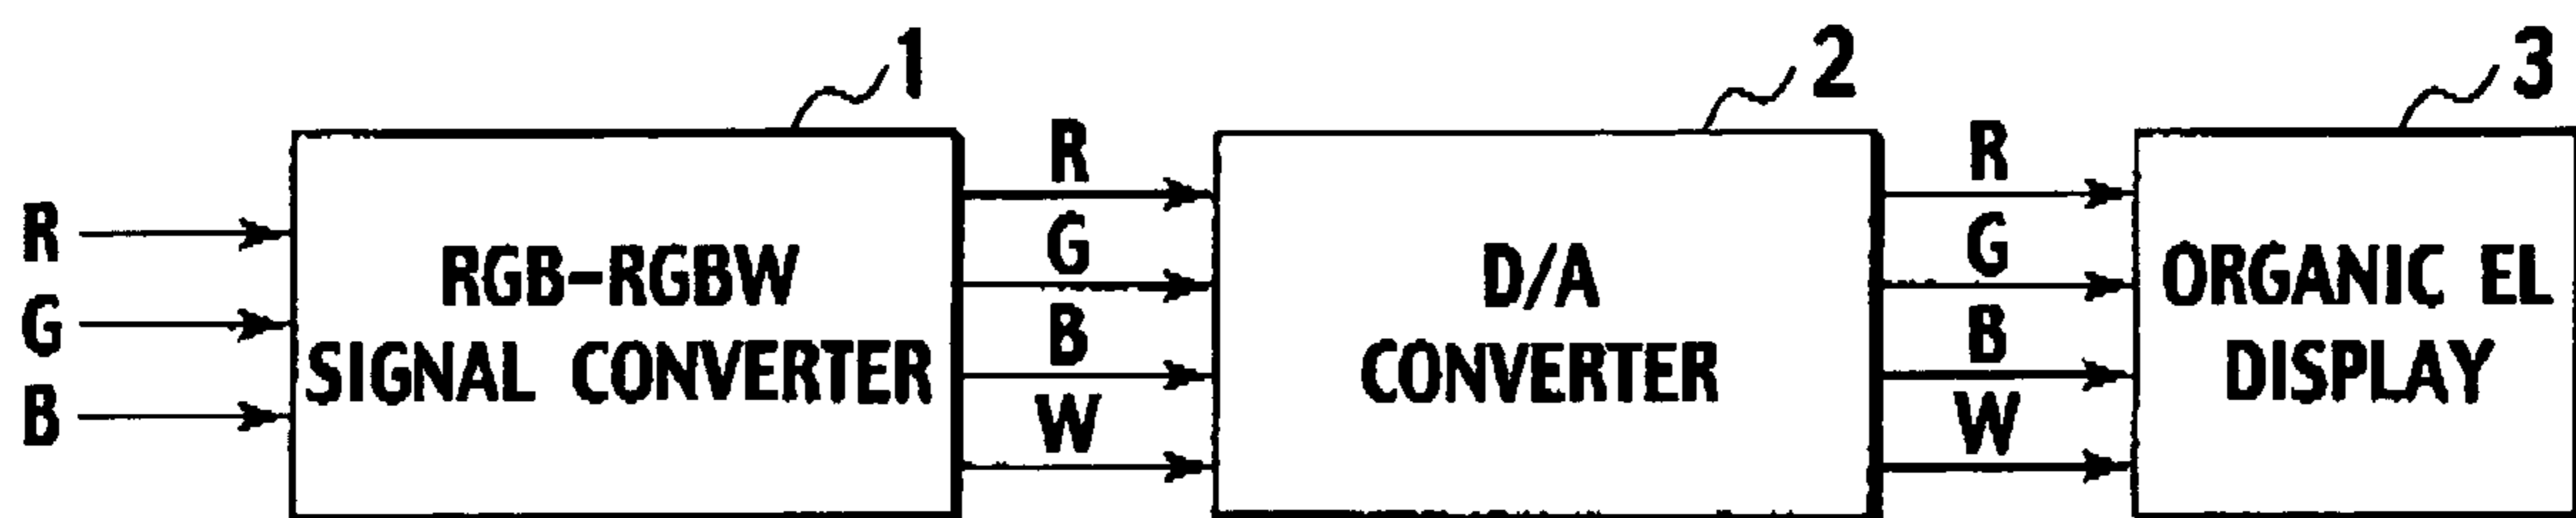 1
2
3
R
G
B
RGB-RGBW
SIGNAL CONVERTER
R
G
B
W
D/A
CONVERTER
R
G
B
W
ORGANIC EL
DISPLAY